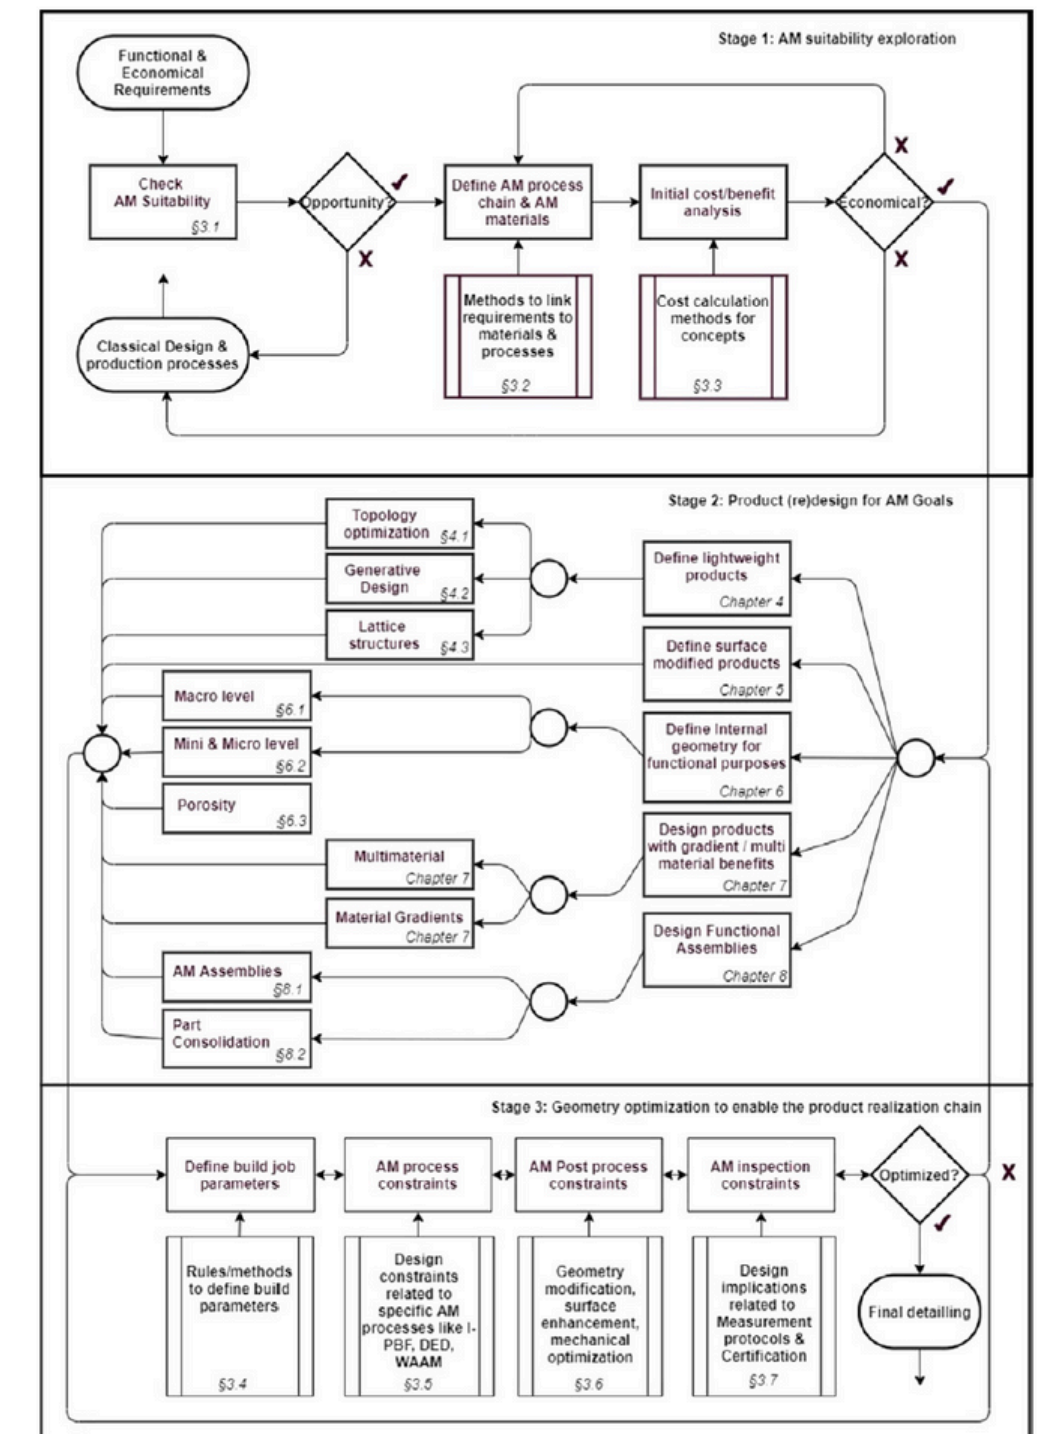 Stage 1: AM suitability exploration
Functional &
Economical
Requirements
Check
AM Suitability
§3.1
Opportunity?
✓
X
Define AM process
chain & AM
materials
Initial cost/benefit
analysis
Economical?
X
✓
X
Methods to link
requirements to
materials &
processes
§3.2
Cost calculation
methods for
concepts
§3.3
Classical Design &
production processes
Stage 2: Product (re)design for AM Goals
Topology
optimization
§4.1
Generative
Design
§4.2
Lattice
structures
§4.3
Define lightweight
products
Chapter 4
Define surface
modified products
Chapter 5
Macro level
§6.1
Mini & Micro level
§6.2
Porosity
§6.3
Define Internal
geometry for
functional purposes
Chapter 6
Multimaterial
Chapter 7
Material Gradients
Chapter 7
Design products
with gradient / multi
material benefits
Chapter 7
AM Assemblies
§8.1
Part
Consolidation
§8.2
Design Functional
Assemblies
Chapter 8
Stage 3: Geometry optimization to enable the product realization chain
Define build job
parameters
AM process
constraints
AM Post process
constraints
AM inspection
constraints
Optimized?
X
✓
Rules/methods
to define build
parameters
§3.4
Design
constraints
related to
specific AM
processes like l-
PBF, DED,
WAAM
§3.5
Geometry
modification,
surface
enhancement,
mechanical
optimization
§3.6
Design
implications
related to
Measurement
protocols &
Certification
§3.7
Final detailling